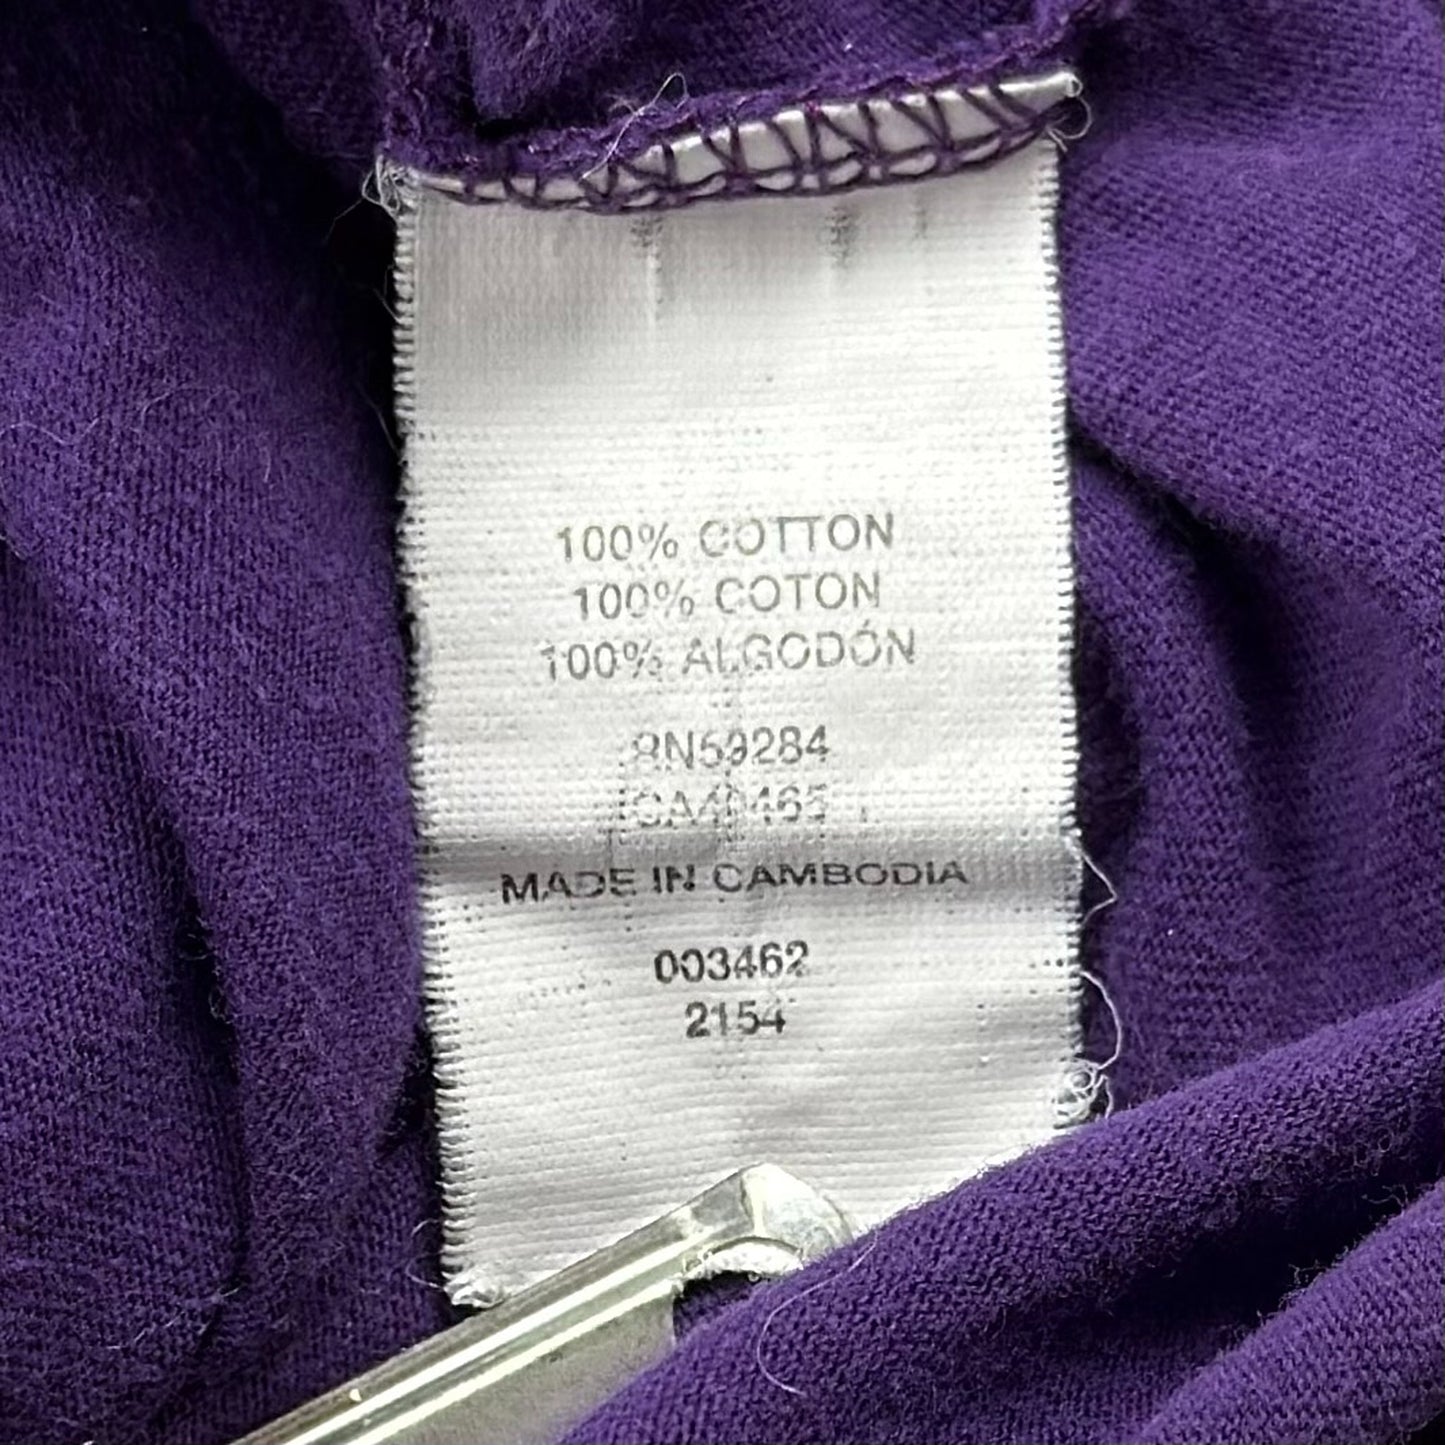 100% COTTON
100% COTON
100% ALGODÓN
RN59284
MADE IN CAMBODIA
003462
2154